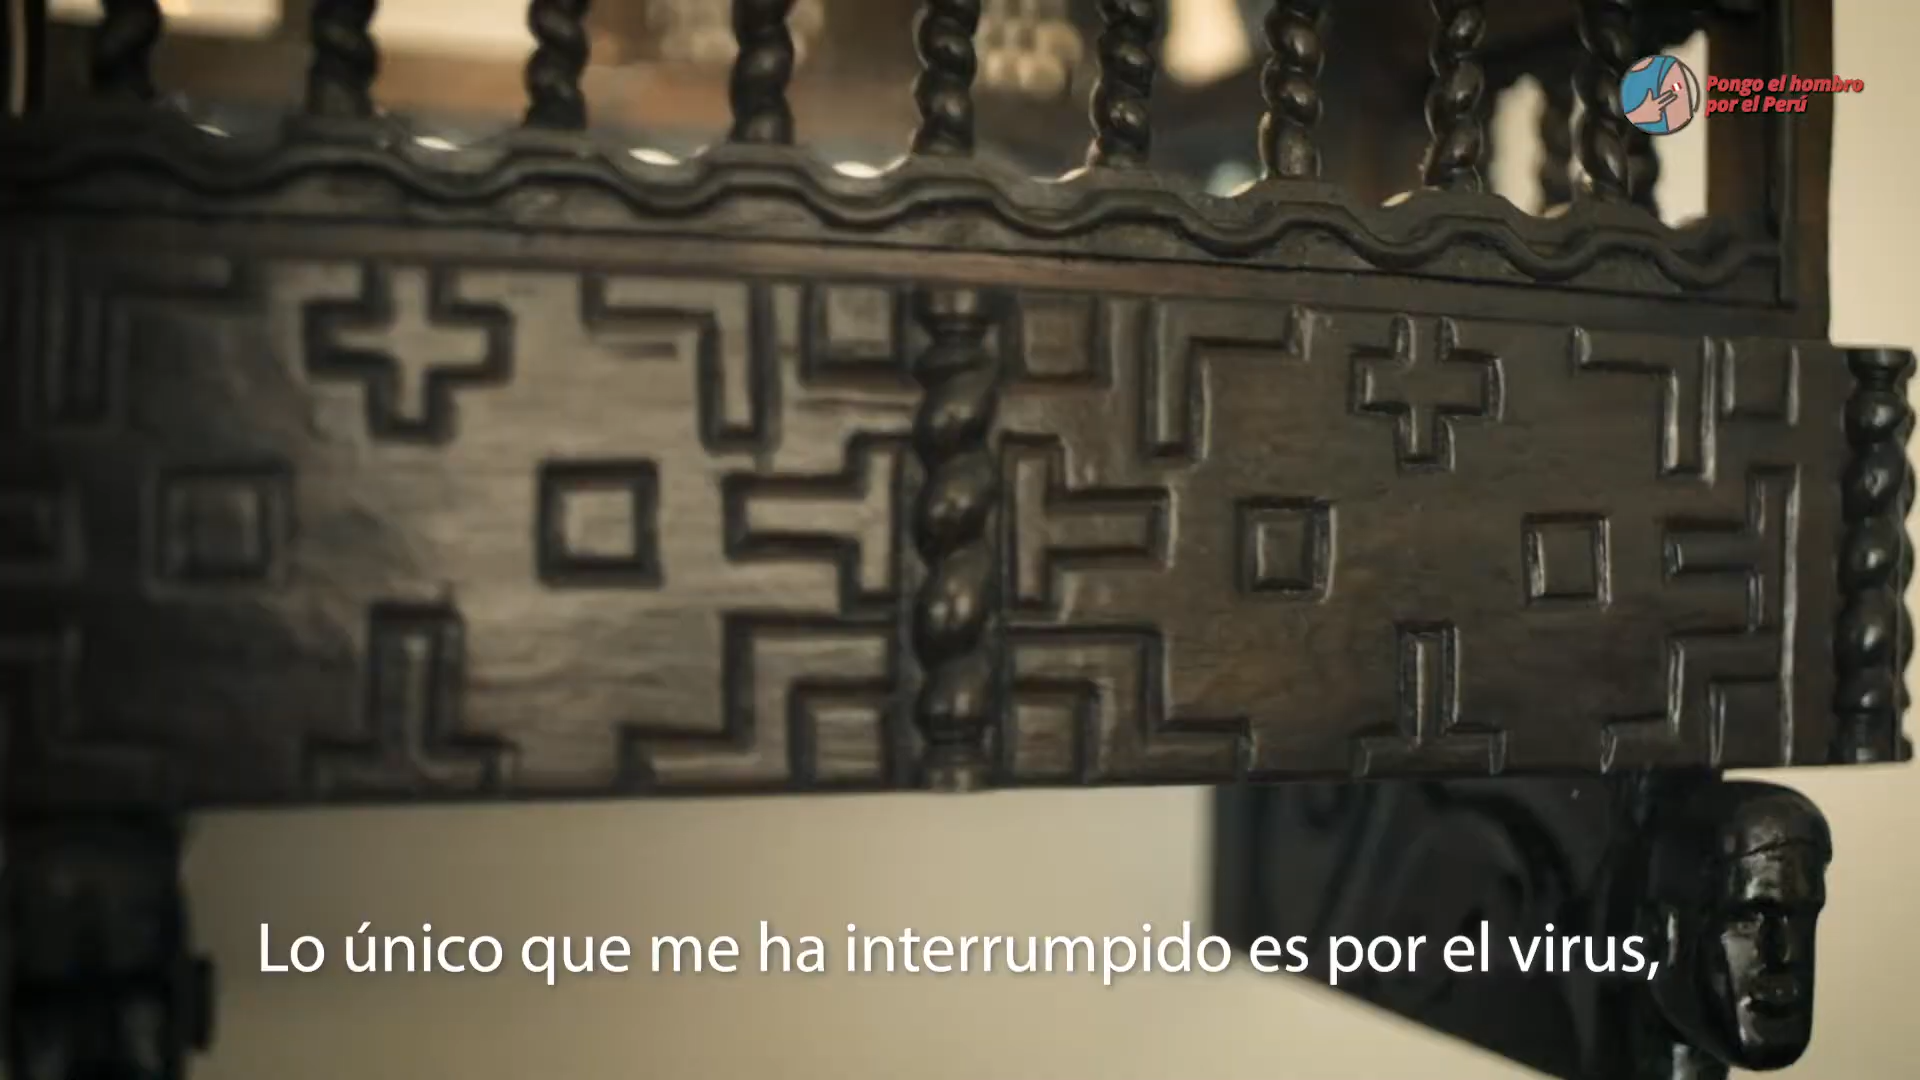 Pongo el hombro
por el Perú
Lo único que me ha interrumpido es por el virus,